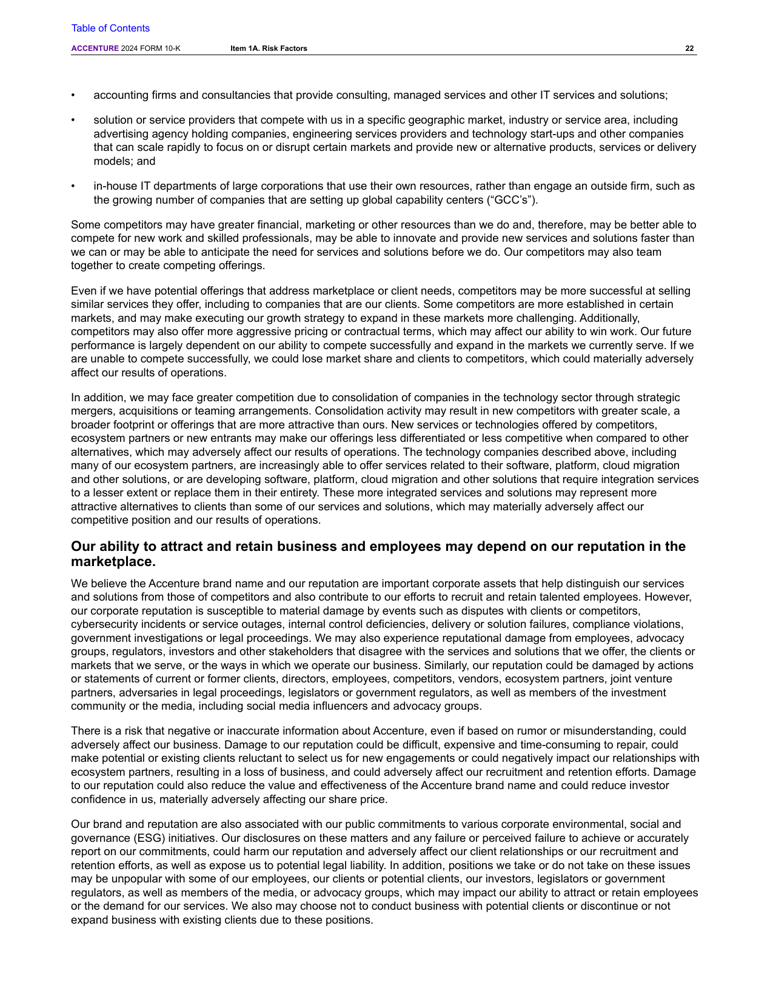 Table of Contents
ACCENTURE 2024 FORM 10-K Item 1A. Risk Factors 22
• accounting firms and consultancies that provide consulting, managed services and other IT services and solutions;
• solution or service providers that compete with us in a specific geographic market, industry or service area, including
advertising agency holding companies, engineering services providers and technology start-ups and other companies
that can scale rapidly to focus on or disrupt certain markets and provide new or alternative products, services or delivery
models; and
• in-house IT departments of large corporations that use their own resources, rather than engage an outside firm, such as
the growing number of companies that are setting up global capability centers (“GCC’s”).
Some competitors may have greater financial, marketing or other resources than we do and, therefore, may be better able to
compete for new work and skilled professionals, may be able to innovate and provide new services and solutions faster than
we can or may be able to anticipate the need for services and solutions before we do. Our competitors may also team
together to create competing offerings.
Even if we have potential offerings that address marketplace or client needs, competitors may be more successful at selling
similar services they offer, including to companies that are our clients. Some competitors are more established in certain
markets, and may make executing our growth strategy to expand in these markets more challenging. Additionally,
competitors may also offer more aggressive pricing or contractual terms, which may affect our ability to win work. Our future
performance is largely dependent on our ability to compete successfully and expand in the markets we currently serve. If we
are unable to compete successfully, we could lose market share and clients to competitors, which could materially adversely
affect our results of operations.
In addition, we may face greater competition due to consolidation of companies in the technology sector through strategic
mergers, acquisitions or teaming arrangements. Consolidation activity may result in new competitors with greater scale, a
broader footprint or offerings that are more attractive than ours. New services or technologies offered by competitors,
ecosystem partners or new entrants may make our offerings less differentiated or less competitive when compared to other
alternatives, which may adversely affect our results of operations. The technology companies described above, including
many of our ecosystem partners, are increasingly able to offer services related to their software, platform, cloud migration
and other solutions, or are developing software, platform, cloud migration and other solutions that require integration services
to a lesser extent or replace them in their entirety. These more integrated services and solutions may represent more
attractive alternatives to clients than some of our services and solutions, which may materially adversely affect our
competitive position and our results of operations.
Our ability to attract and retain business and employees may depend on our reputation in the
marketplace.
We believe the Accenture brand name and our reputation are important corporate assets that help distinguish our services
and solutions from those of competitors and also contribute to our efforts to recruit and retain talented employees. However,
our corporate reputation is susceptible to material damage by events such as disputes with clients or competitors,
cybersecurity incidents or service outages, internal control deficiencies, delivery or solution failures, compliance violations,
government investigations or legal proceedings. We may also experience reputational damage from employees, advocacy
groups, regulators, investors and other stakeholders that disagree with the services and solutions that we offer, the clients or
markets that we serve, or the ways in which we operate our business. Similarly, our reputation could be damaged by actions
or statements of current or former clients, directors, employees, competitors, vendors, ecosystem partners, joint venture
partners, adversaries in legal proceedings, legislators or government regulators, as well as members of the investment
community or the media, including social media influencers and advocacy groups.
There is a risk that negative or inaccurate information about Accenture, even if based on rumor or misunderstanding, could
adversely affect our business. Damage to our reputation could be difficult, expensive and time-consuming to repair, could
make potential or existing clients reluctant to select us for new engagements or could negatively impact our relationships with
ecosystem partners, resulting in a loss of business, and could adversely affect our recruitment and retention efforts. Damage
to our reputation could also reduce the value and effectiveness of the Accenture brand name and could reduce investor
confidence in us, materially adversely affecting our share price.
Our brand and reputation are also associated with our public commitments to various corporate environmental, social and
governance (ESG) initiatives. Our disclosures on these matters and any failure or perceived failure to achieve or accurately
report on our commitments, could harm our reputation and adversely affect our client relationships or our recruitment and
retention efforts, as well as expose us to potential legal liability. In addition, positions we take or do not take on these issues
may be unpopular with some of our employees, our clients or potential clients, our investors, legislators or government
regulators, as well as members of the media, or advocacy groups, which may impact our ability to attract or retain employees
or the demand for our services. We also may choose not to conduct business with potential clients or discontinue or not
expand business with existing clients due to these positions.